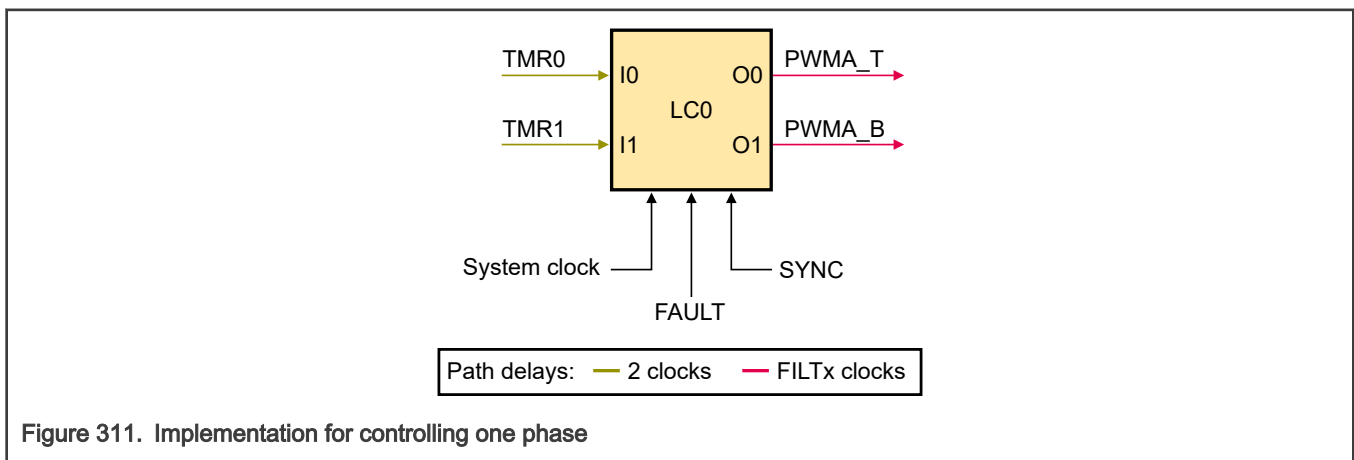 TMR0
PWMA_T
I0
O0
LC0
TMR1
PWMA_B
I1
O1
System clock
SYNC
FAULT
Path delays: 2 clocks FILTx clocks
Figure 311. Implementation for controlling one phase